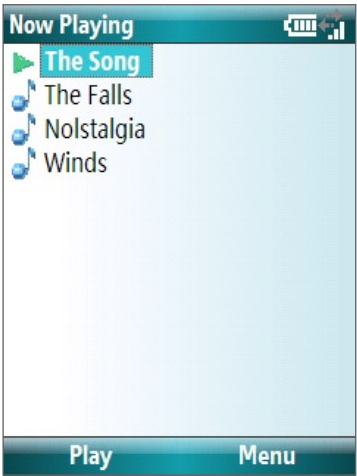 Now Playing
The Song
The Falls
Nolstalgia
Winds
Play Menu